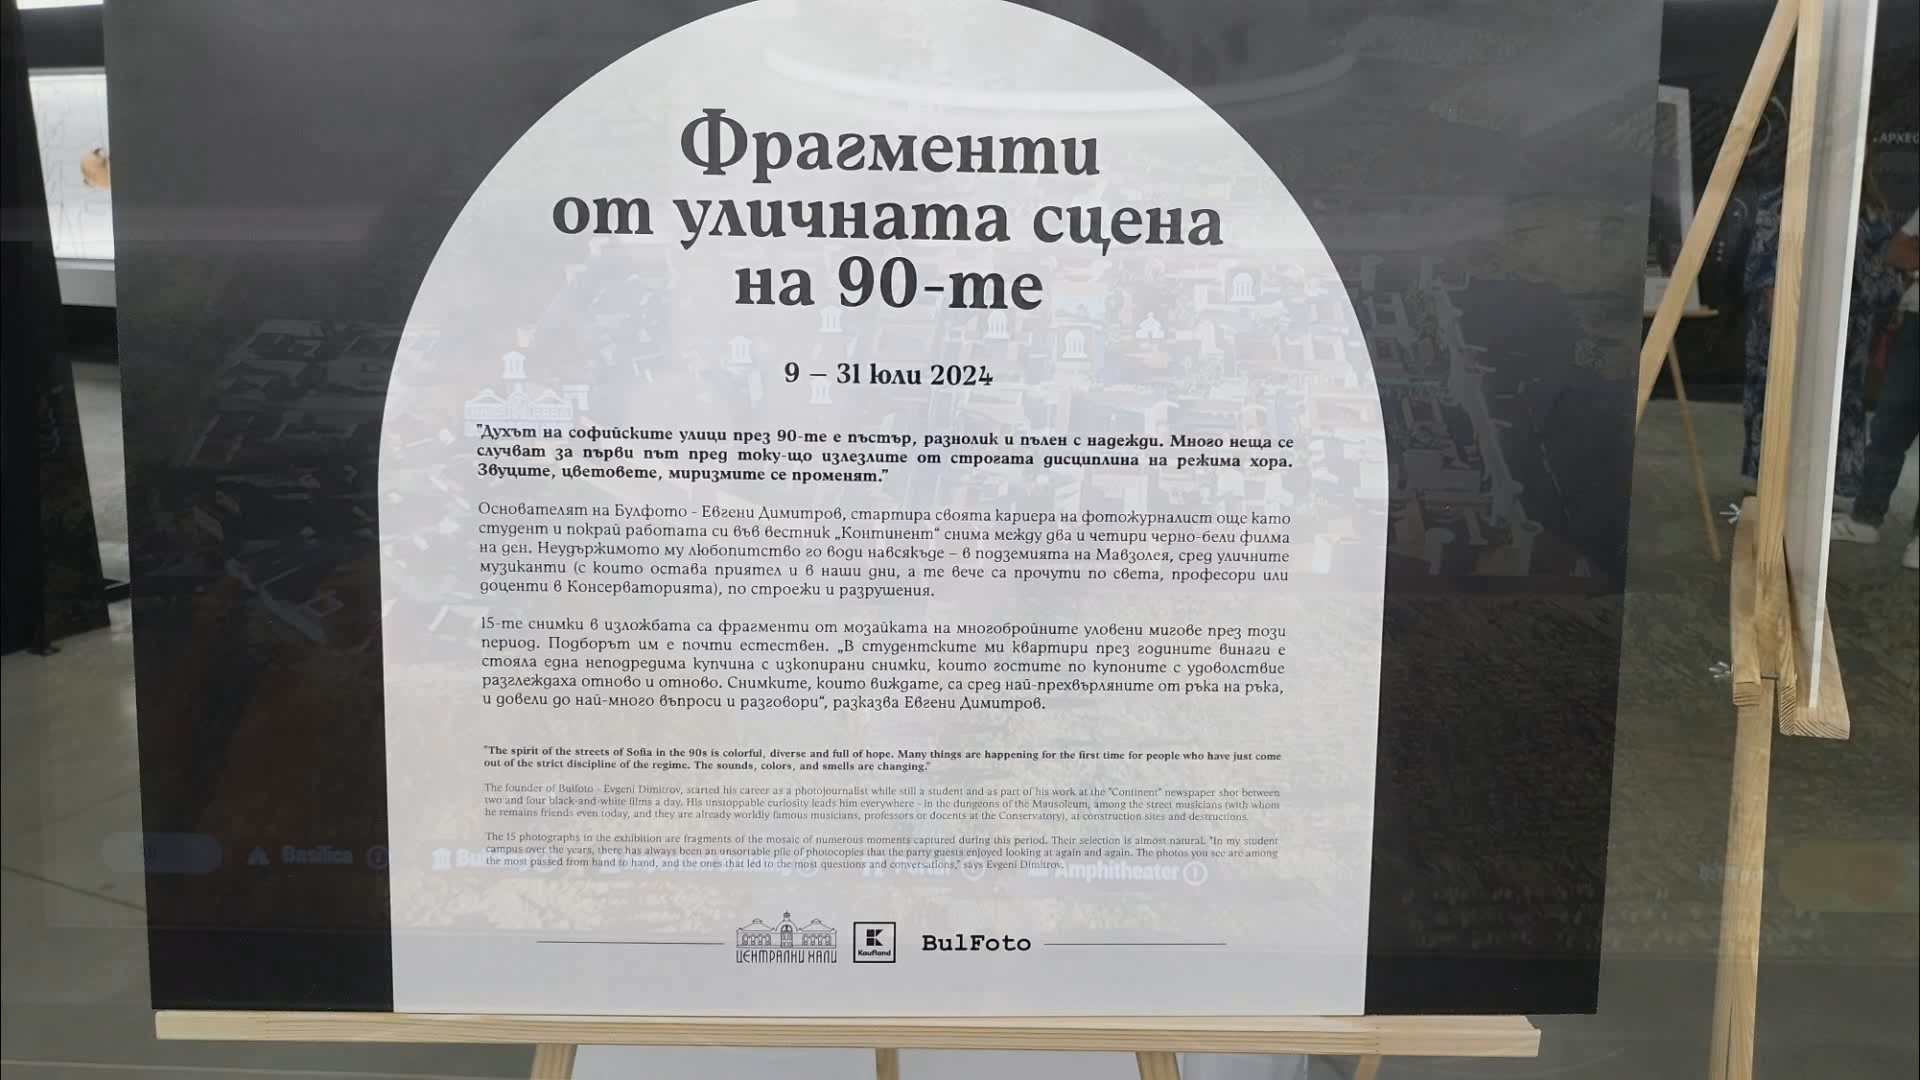 Фрагменти
от уличната сцена
на 90-те
9 – 31 юли 2024
"Духът на софийските улици през 90-те е пъстър, разнолик и пълен с надежди. Много неща се
случват за първи път пред току-що излезлите от строгата дисциплина на режима хора.
Звуците, цветовете, миризмите се променят."
Основателят на Булфото - Евгени Димитров, стартира своята кариера на фотожурналист още като
студент и покрай работата си във вестник „Континент“ снима между два и четири черно-бели филма
на ден. Неудържимото му любопитство го води навсякъде – в подземията на Мавзолея, сред уличните
музиканти (с които остава приятел и в наши дни, а те вече са прочути по света, професори или
доценти в Консерваторията), по строежи и разрушения.
15-те снимки в изложбата са фрагменти от мозайката на многобройните уловени мигове през този
период. Подборът им е почти естествен. „В студентските ми квартири през годините винаги е
стояла една неподредима купчина с изкопирани снимки, които гостите по купоните с удоволствие
разглеждаха отново и отново. Снимките, които виждате, са сред най-прехвърляните от ръка на ръка,
и довели до най-много въпроси и разговори“, разказва Евгени Димитров.
"The spirit of the streets of Sofia in the 90s is colorful, diverse and full of hope. Many things are happening for the first time for people who have just come
out of the strict discipline of the regime. The sounds, colors, and smells are changing."
The founder of Bulfoto - Evgeni Dimitrov, started his career as a photojournalist while still a student and as part of his work at the "Continent" newspaper shot between
two and four black-and-white films a day. His unstoppable curiosity leads him everywhere - in the dungeons of the Mausoleum, among the street musicians (with whom
he remains friends even today, and they are already worldly famous musicians, professors or docents at the Conservatory), at construction sites and destructions.
The 15 photographs in the exhibition are fragments of the mosaic of numerous moments captured during this period. Their selection is almost natural. "In my student
campus over the years, there has always been an unsortable pile of photocopies that the party guests enjoyed looking at again and again. The photos you see are among
the most passed from hand to hand, and the ones that led to the most questions and conversations," says Evgeni Dimitrov.
Basilica
Amphitheater
ЦЕНТРАЛНИ ХАЛИ
Kaufland
BulFoto